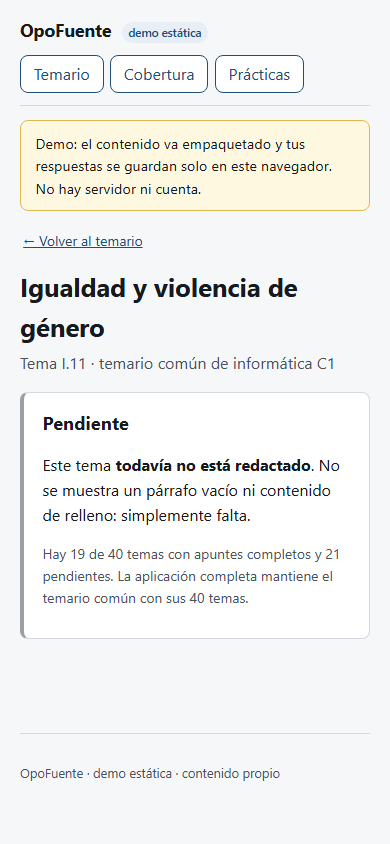 OpoFuente demo estática
Temario Cobertura Prácticas
Demo: el contenido va empaquetado y tus
respuestas se guardan solo en este navegador.
No hay servidor ni cuenta.
← Volver al temario
Igualdad y violencia de
género
Tema I.11 · temario común de informática C1
Pendiente
Este tema todavía no está redactado. No
se muestra un párrafo vacío ni contenido
de relleno: simplemente falta.
Hay 19 de 40 temas con apuntes completos y 21
pendientes. La aplicación completa mantiene el
temario común con sus 40 temas.
OpoFuente · demo estática · contenido propio